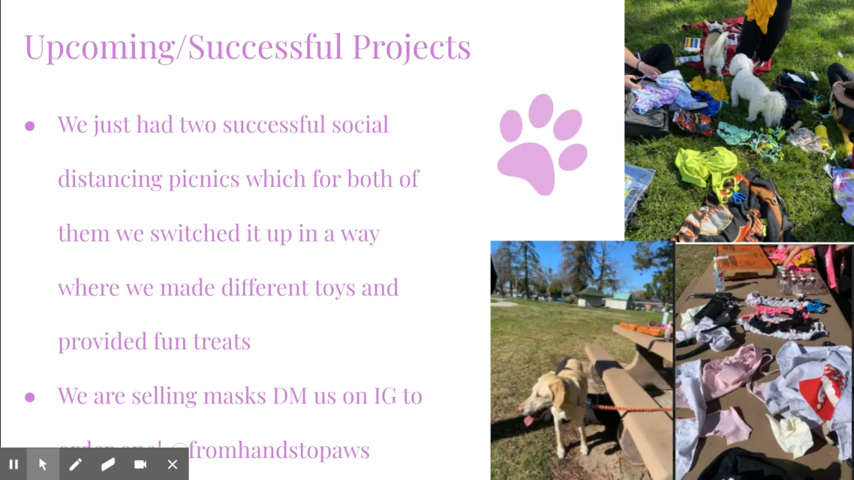 Upcoming/Successful Projects
We just had two successful social
distancing picnics which for both of
them we switched it up in a way
where we made different toys and
provided fun treats
We are selling masks DM us on IG to
fromhandstopaws